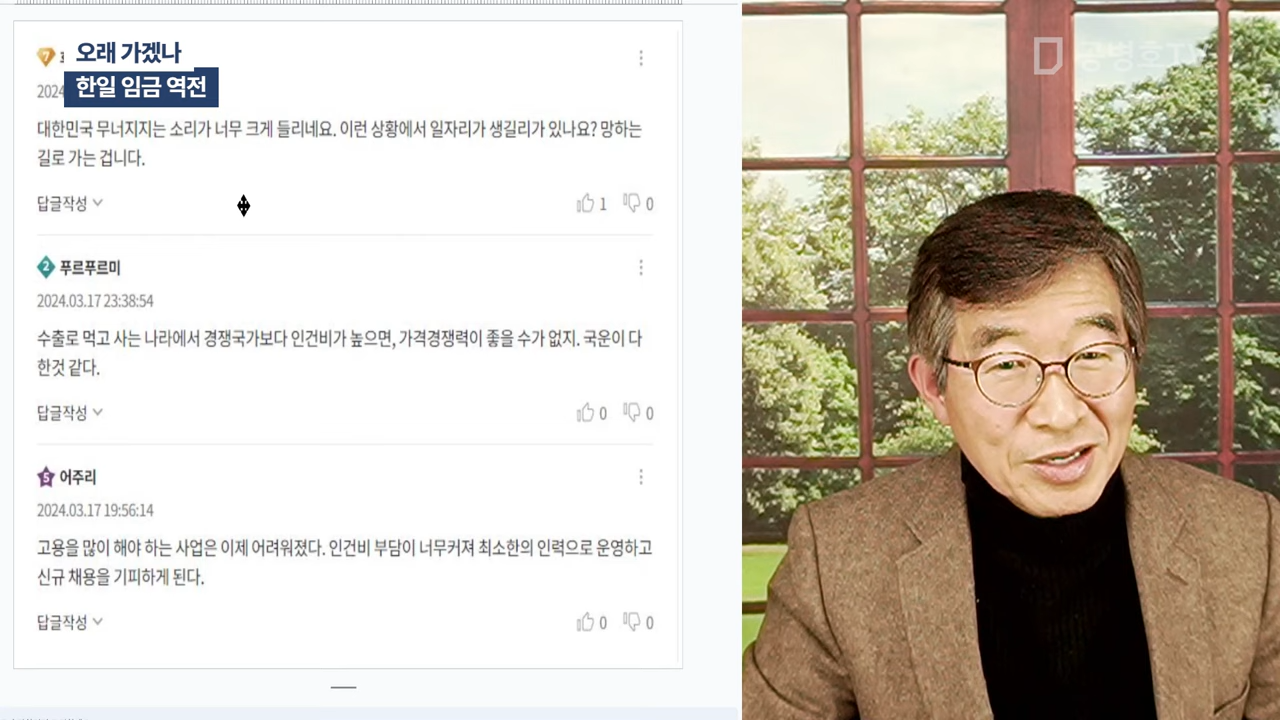 오래 가겠나
한일 임금 역전
공병호TV
7
2024
대한민국 무너지지는 소리가 너무 크게 들리네요. 이런 상황에서 일자리가 생길리가 있나요? 망하는
길로 가는 겁니다.
답글작성 1 0
2 푸르푸르미
2024.03.17 23:38:54
수출로 먹고 사는 나라에서 경쟁국가보다 인건비가 높으면, 가격경쟁력이 좋을 수가 없지. 국운이 다
한것 같다.
답글작성 0 0
5 어주리
2024.03.17 19:56:14
고용을 많이 해야 하는 사업은 이제 어려워졌다. 인건비 부담이 너무커져 최소한의 인력으로 운영하고
신규 채용을 기피하게 된다.
답글작성 0 0